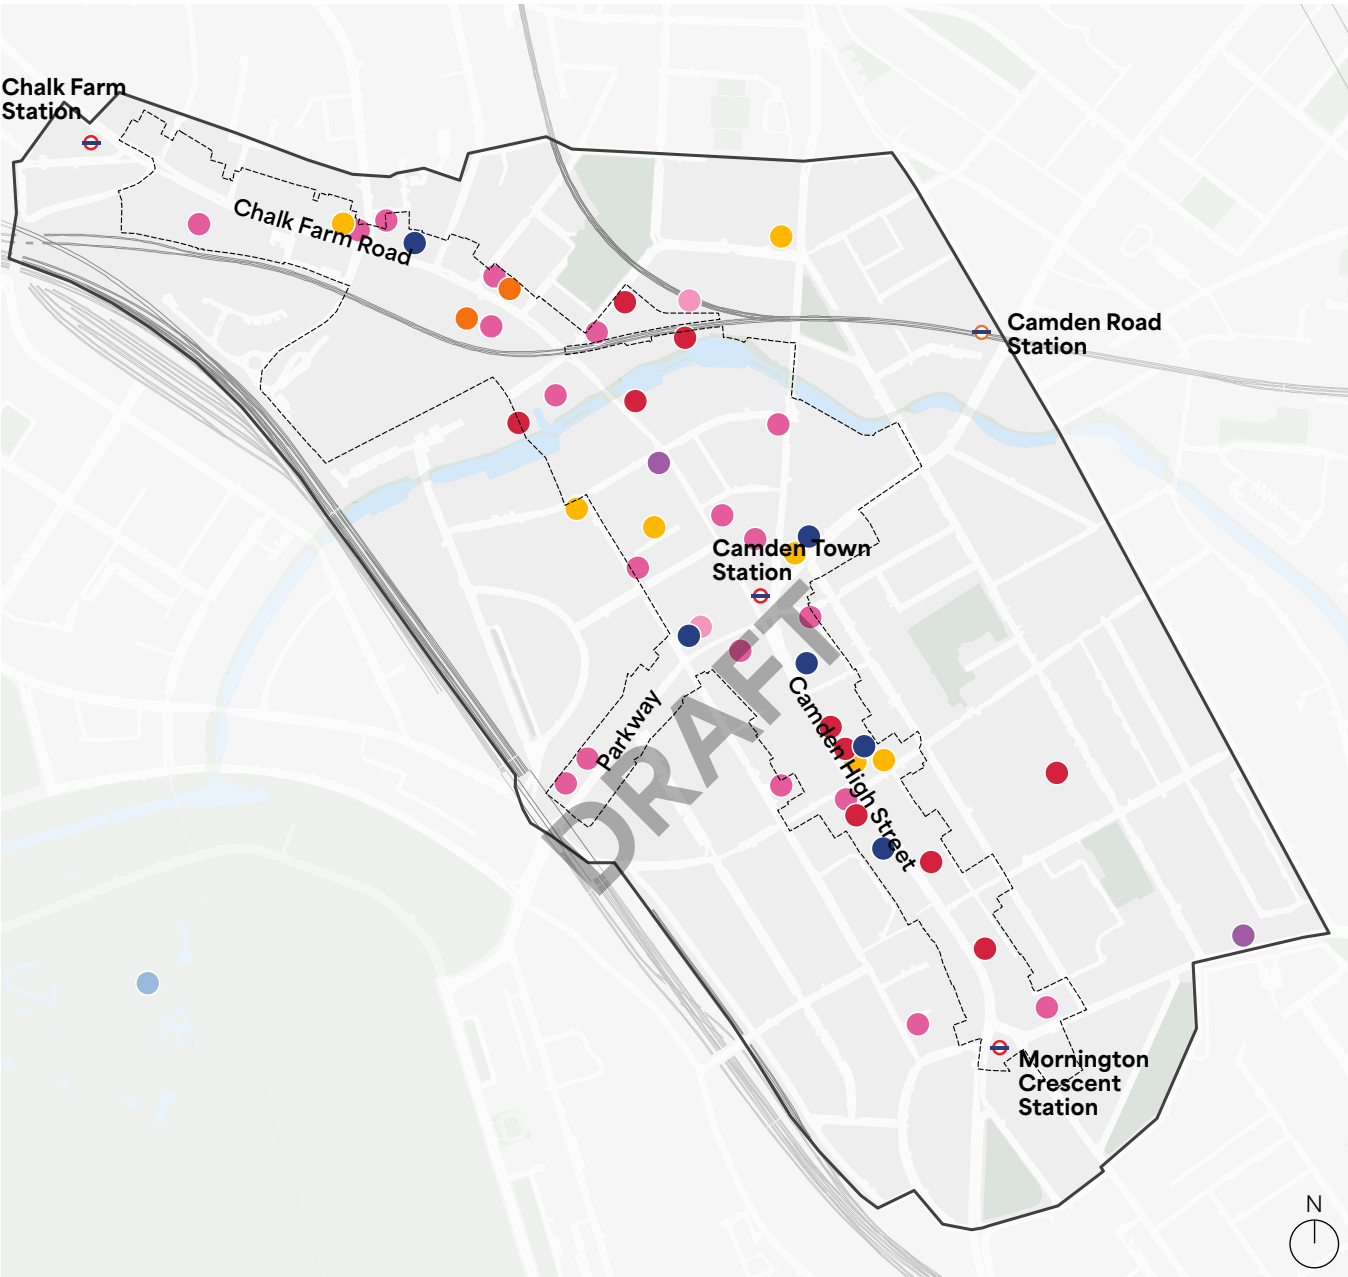 Chalk Farm
Station
Chalk Farm Road
Camden Road
Station
Camden Town
Station
Parkway
Camden High Street
DRAFT
Mornington
Crescent
Station
N